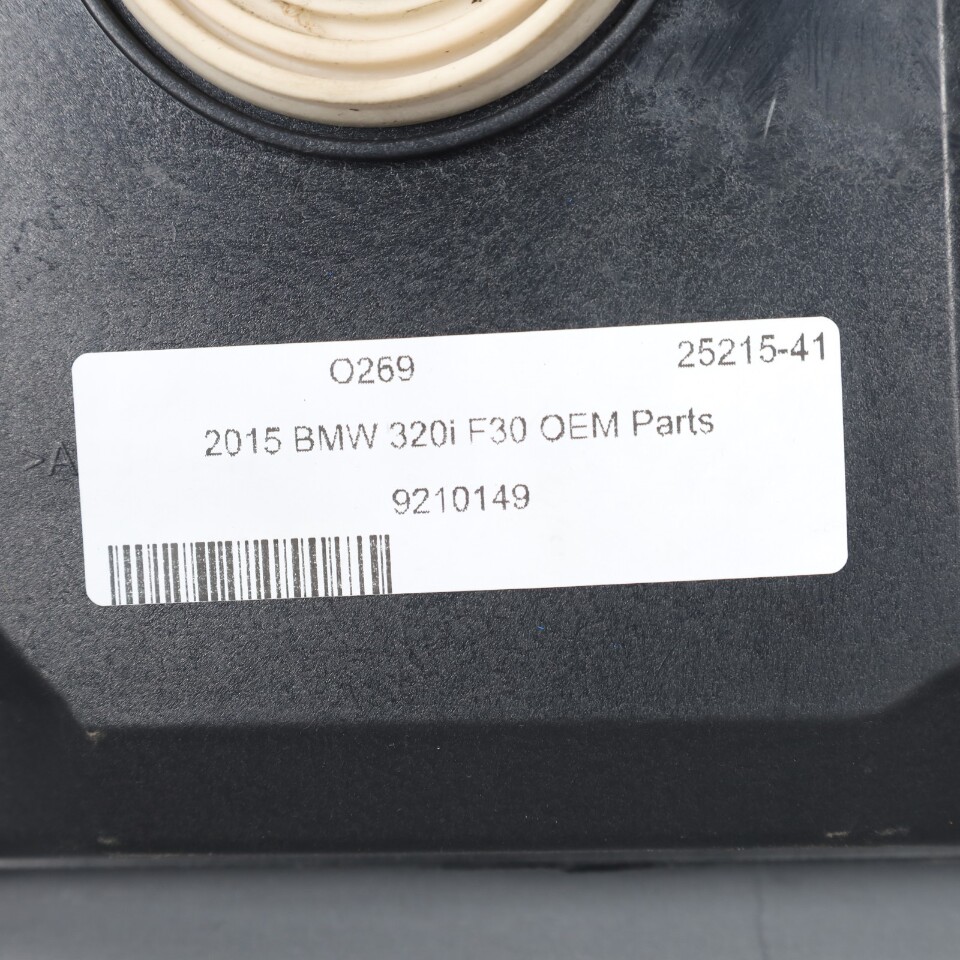 O269 25215-41
2015 BMW 320i F30 OEM Parts
>A
9210149